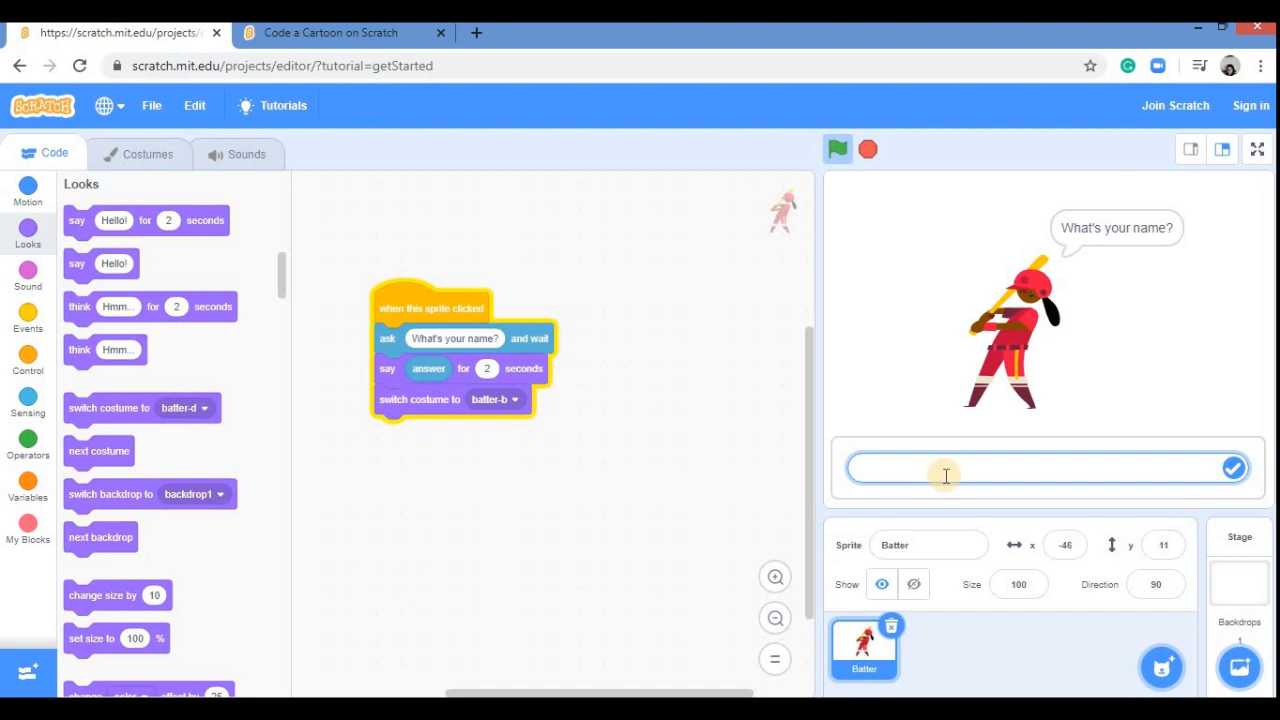 https://scratch.mit.edu/projects/
Code a Cartoon on Scratch
scratch.mit.edu/projects/editor/?tutorial=getStarted
SCRATCH
File
Edit
Tutorials
Join Scratch
Sign in
Code
Costumes
Sounds
Motion
Looks
Sound
Events
Control
Sensing
Operators
Variables
My Blocks
Looks
say Hello! for 2 seconds
say Hello!
think Hmm... for 2 seconds
think Hmm...
switch costume to batter-d
next costume
switch backdrop to backdrop1
next backdrop
change size by 10
set size to 100 %
change color effect by 25
when this sprite clicked
ask What's your name? and wait
say answer for 2 seconds
switch costume to batter-b
What's your name?
Sprite Batter x -46 y 11
Show Size 100 Direction 90
Batter
Stage
Backdrops
1